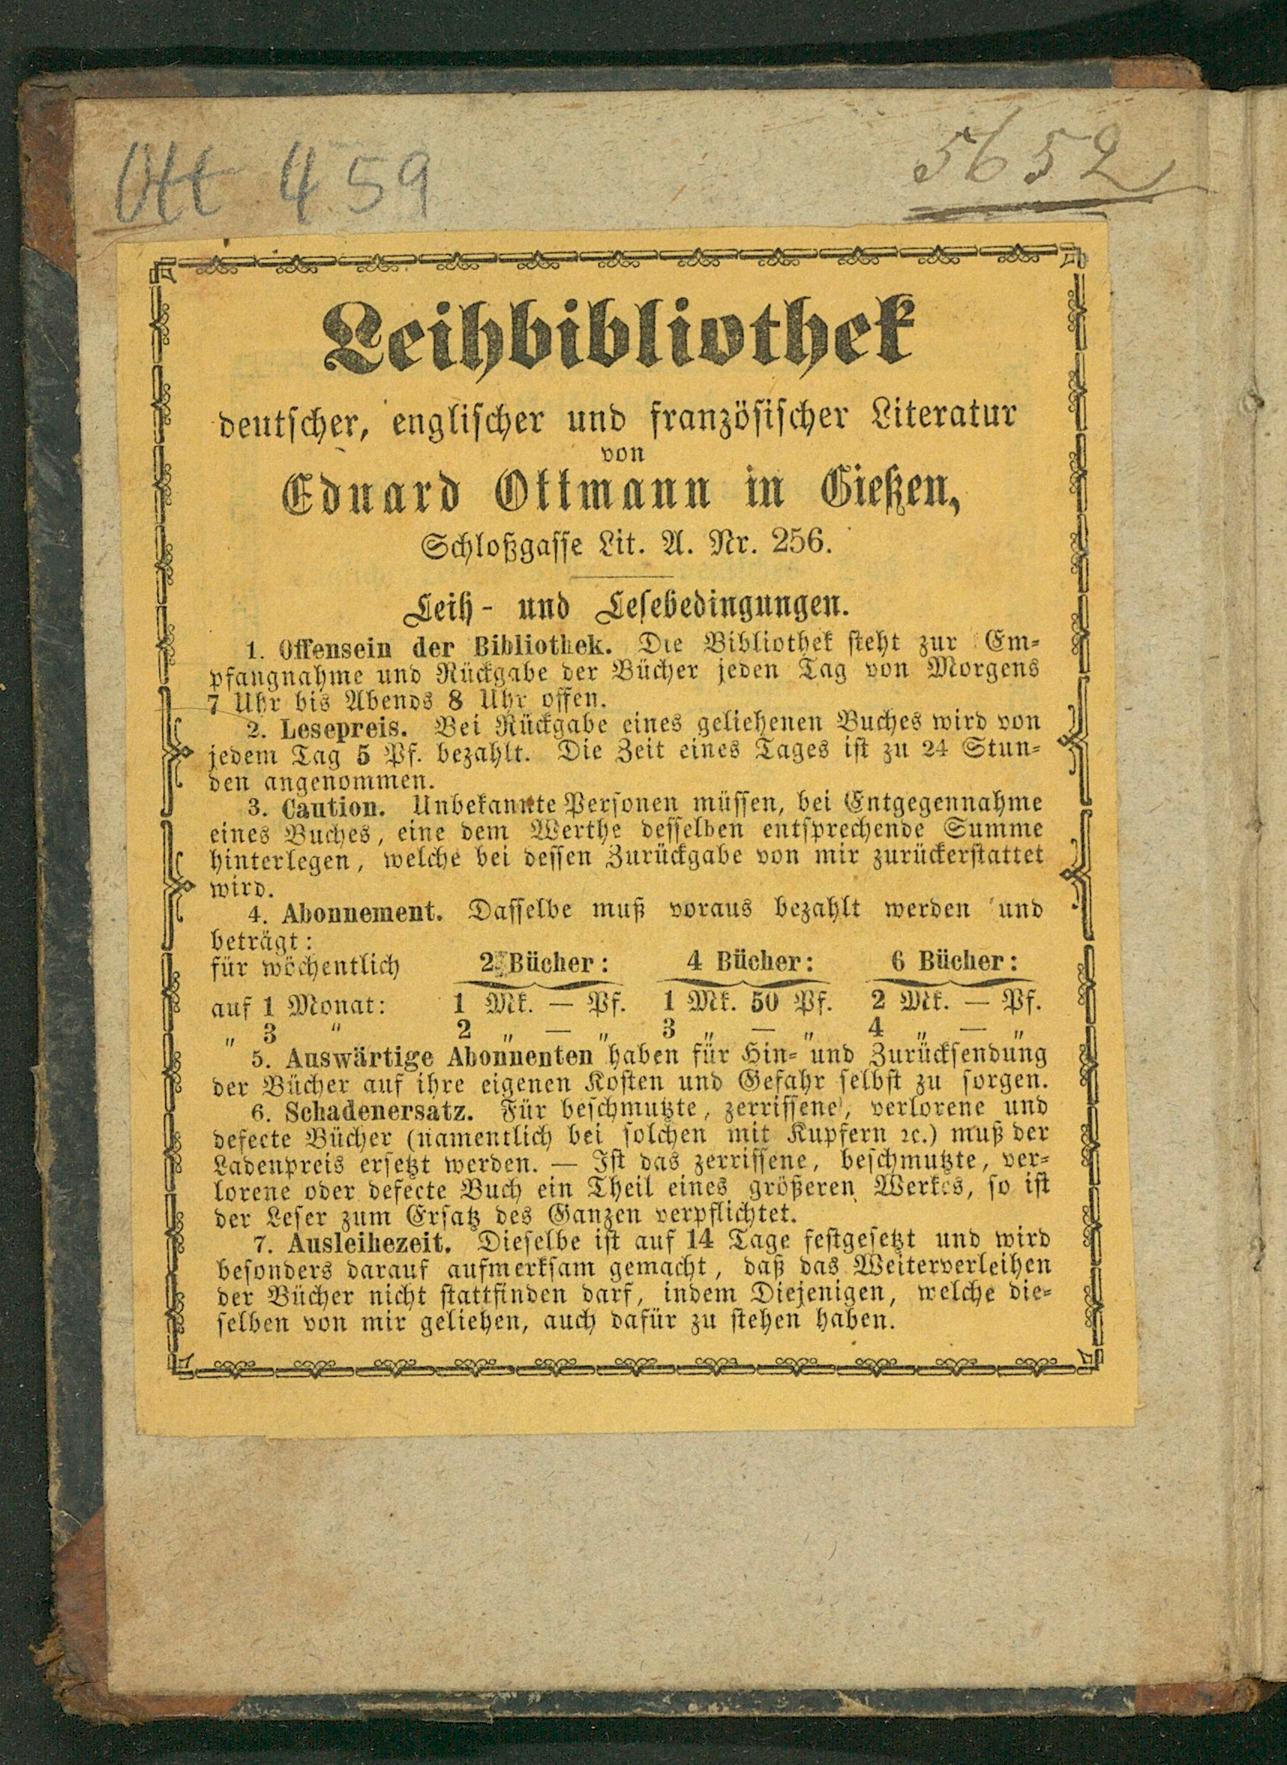 Ott 459
5652
Leihbibliothek
deutscher, englischer und französischer Literatur
von
Eduard Ottmann in Gießen,
Schloßgasse Lit. A. Nr. 256.
Leih- und Lesebedingungen.
1. Offensein der Bibliothek. Die Bibliothek steht zur Em-
pfangnahme und Rückgabe der Bücher jeden Tag von Morgens
7 Uhr bis Abends 8 Uhr offen.
2. Lesepreis. Bei Rückgabe eines geliehenen Buches wird von
jedem Tag 5 Pf. bezahlt. Die Zeit eines Tages ist zu 24 Stun-
den angenommen.
3. Caution. Unbekannte Personen müssen, bei Entgegennahme
eines Buches, eine dem Werthe desselben entsprechende Summe
hinterlegen, welche bei dessen Zurückgabe von mir zurückerstattet
wird.
4. Abonnement. Dasselbe muß voraus bezahlt werden und
beträgt:
für wöchentlich 2 Bücher: 4 Bücher: 6 Bücher:
auf 1 Monat: 1 Mk. — Pf. 1 Mk. 50 Pf. 2 Mk. — Pf.
„ 3 „ 2 „ — „ 3 „ — „ 4 „ — „
5. Auswärtige Abonnenten haben für Hin- und Zurücksendung
der Bücher auf ihre eigenen Kosten und Gefahr selbst zu sorgen.
6. Schadenersatz. Für beschmutzte, zerrissene, verlorene und
defecte Bücher (namentlich bei solchen mit Kupfern ꝛc.) muß der
Ladenpreis ersetzt werden. — Ist das zerrissene, beschmutzte, ver-
lorene oder defecte Buch ein Theil eines größeren Werkes, so ist
der Leser zum Ersatz des Ganzen verpflichtet.
7. Ausleihezeit. Dieselbe ist auf 14 Tage festgesetzt und wird
besonders darauf aufmerksam gemacht, daß das Weiterverleihen
der Bücher nicht stattfinden darf, indem Diejenigen, welche die-
selben von mir geliehen, auch dafür zu stehen haben.